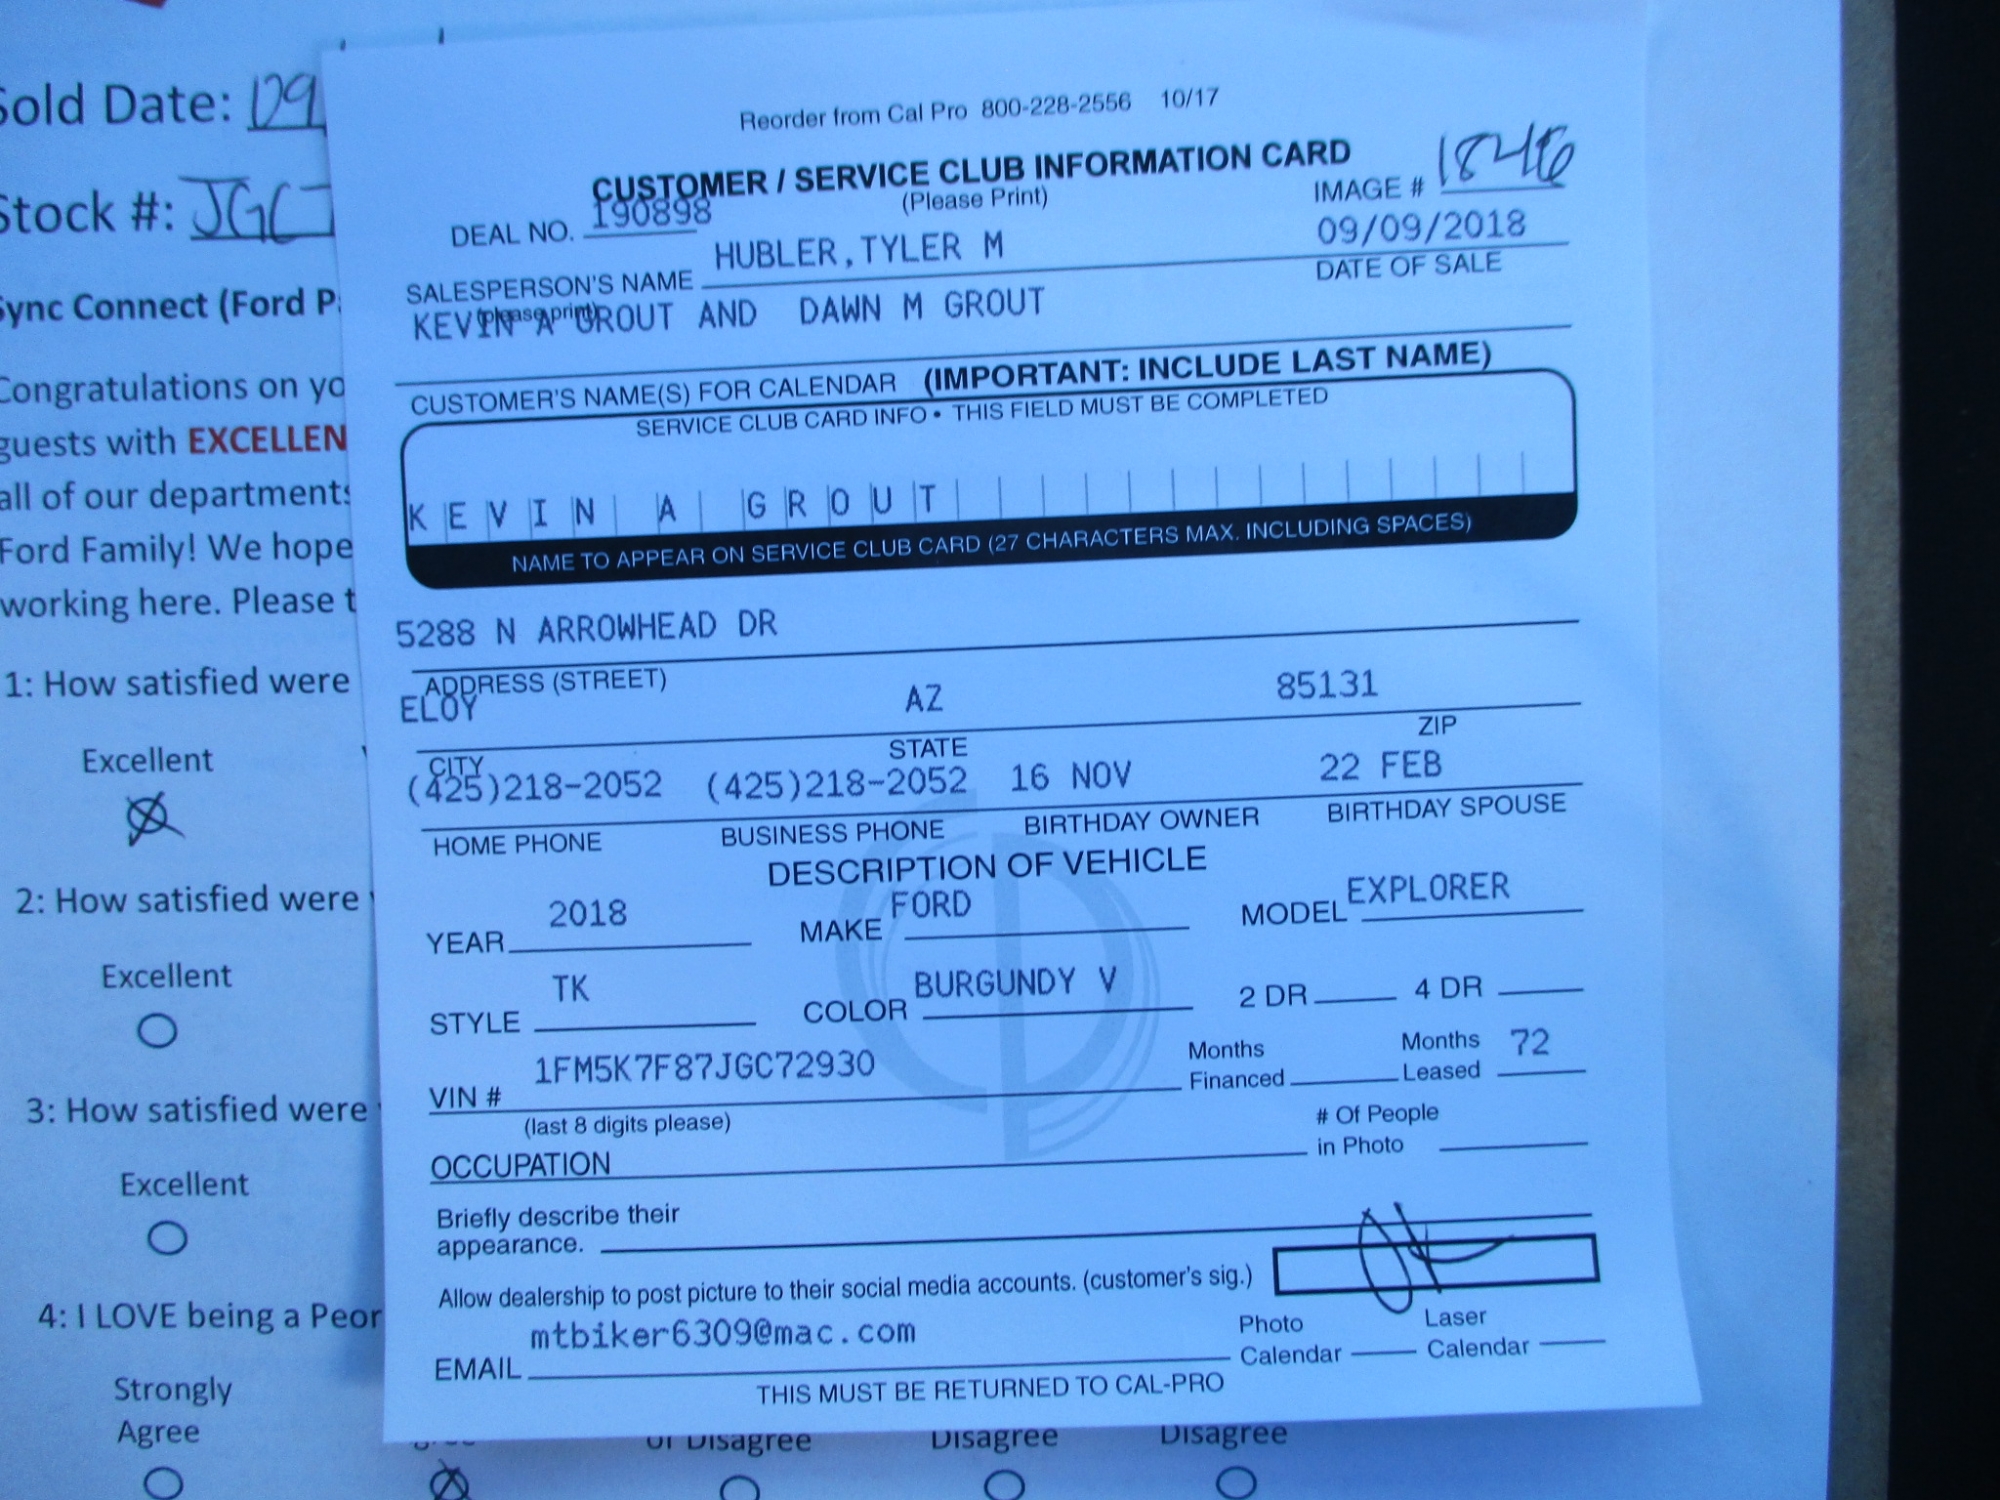 Sold Date: 
Stock #: JGC7
Sync Connect (Ford Pa
Congratulations on yo
guests with EXCELLEN
all of our departments
Ford Family! We hope
working here. Please t
1: How satisfied were
Excellent
2: How satisfied were
Excellent
3: How satisfied were
Excellent
4: I LOVE being a Peor
Strongly
Agree
or Disagree
Disagree
Disagree
Reorder from Cal Pro 800-228-2556 10/17
CUSTOMER / SERVICE CLUB INFORMATION CARD
(Please Print)
IMAGE # 1846
DEAL NO. 190898
HUBLER,TYLER M
09/09/2018
SALESPERSON'S NAME
DATE OF SALE
(please print)
KEVIN A GROUT AND DAWN M GROUT
CUSTOMER'S NAME(S) FOR CALENDAR (IMPORTANT: INCLUDE LAST NAME)
SERVICE CLUB CARD INFO • THIS FIELD MUST BE COMPLETED
KEVIN A GROUT
NAME TO APPEAR ON SERVICE CLUB CARD (27 CHARACTERS MAX. INCLUDING SPACES)
5288 N ARROWHEAD DR
ADDRESS (STREET)
ELOY AZ 85131
CITY STATE ZIP
(425)218-2052 (425)218-2052 16 NOV 22 FEB
HOME PHONE BUSINESS PHONE BIRTHDAY OWNER BIRTHDAY SPOUSE
DESCRIPTION OF VEHICLE
YEAR 2018 MAKE FORD MODEL EXPLORER
STYLE TK COLOR BURGUNDY V 2 DR 4 DR
VIN # 1FM5K7F87JGC72930 Months Financed Months Leased 72
(last 8 digits please)
OCCUPATION # Of People in Photo
Briefly describe their
appearance.
Allow dealership to post picture to their social media accounts. (customer's sig.)
EMAIL mtbiker6309@mac.com Photo Calendar Laser Calendar
THIS MUST BE RETURNED TO CAL-PRO